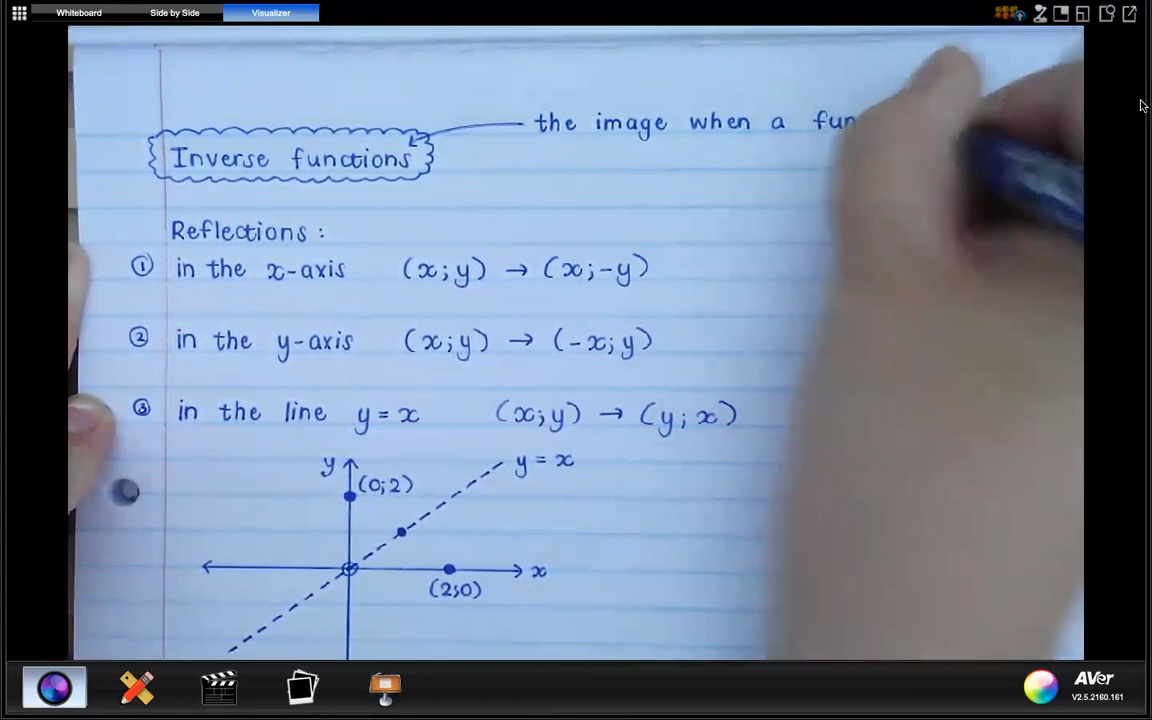 Whiteboard Side by Side Visualizer
the image when a
Inverse functions
Reflections :
① in the x-axis (x;y) → (x;-y)
② in the y-axis (x;y) → (-x;y)
③ in the line y = x (x;y) → (y;x)
y
(0;2)
y = x
x
(2;0)
AVer
V2.5.2160.161